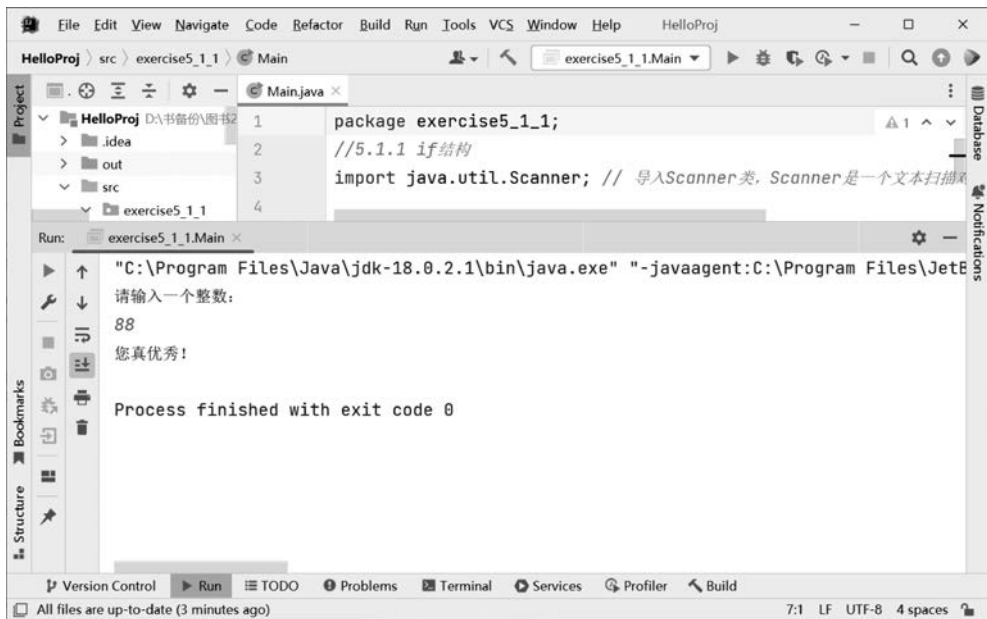 File Edit View Navigate Code Refactor Build Run Tools VCS Window Help HelloProj
HelloProj src exercise5_1_1 Main exercise5_1_1.Main
Project
Main.java
HelloProj D:\书备份\图书2
.idea
out
src
exercise5_1_1
1 package exercise5_1_1;
2 //5.1.1 if结构
3 import java.util.Scanner; // 导入Scanner类，Scanner是一个文本扫描
4
1
Database
Notifications
Run: exercise5_1_1.Main
"C:\Program Files\Java\jdk-18.0.2.1\bin\java.exe" "-javaagent:C:\Program Files\JetB
请输入一个整数：
88
您真优秀！
Process finished with exit code 0
Bookmarks
Structure
Version Control Run TODO Problems Terminal Services Profiler Build
All files are up-to-date (3 minutes ago) 7:1 LF UTF-8 4 spaces